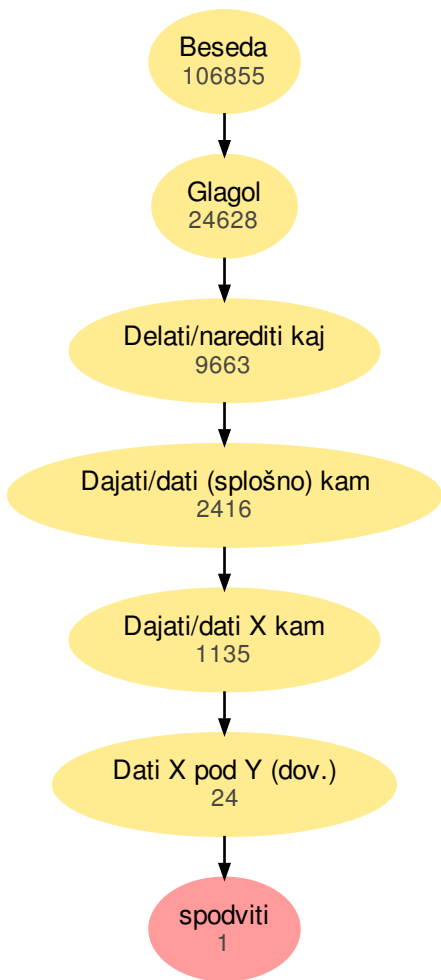 Beseda
106855
Glagol
24628
Delati/narediti kaj
9663
Dajati/dati (splošno) kam
2416
Dajati/dati X kam
1135
Dati X pod Y (dov.)
24
spodviti
1